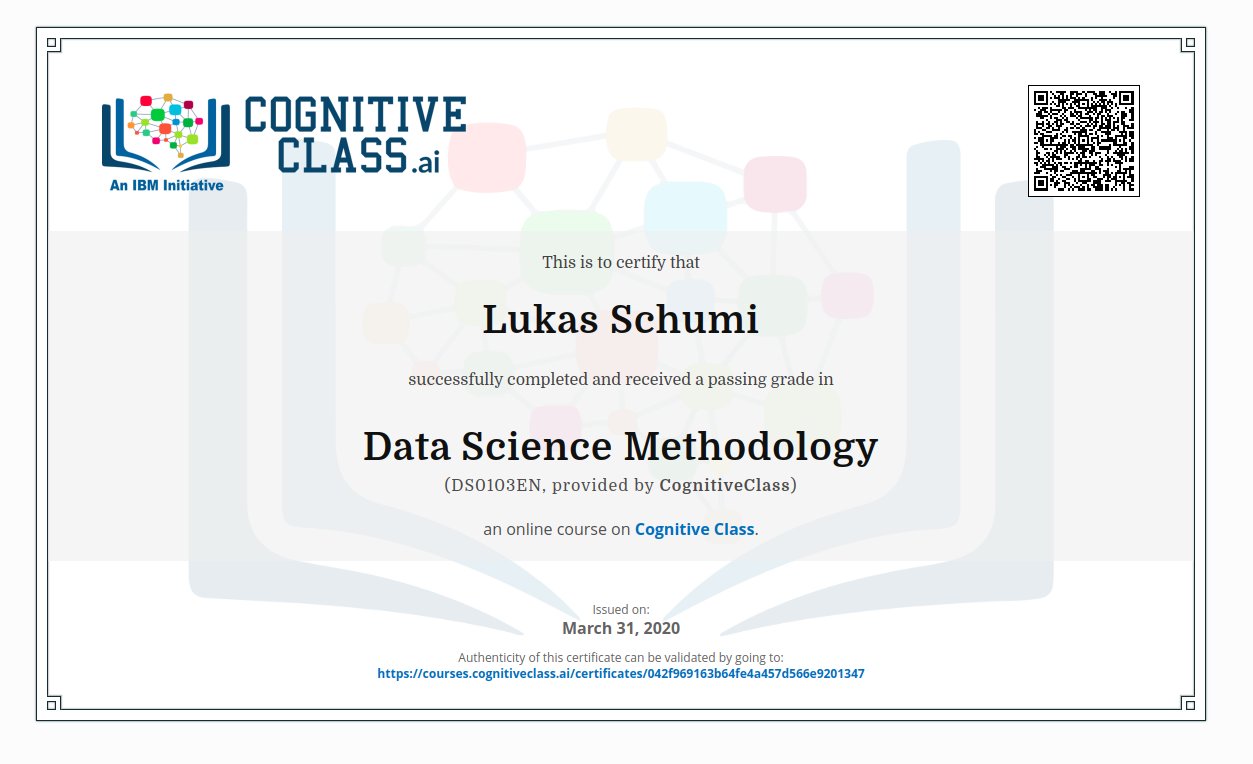 COGNITIVE
CLASS.ai
An IBM Initiative
This is to certify that
Lukas Schumi
successfully completed and received a passing grade in
Data Science Methodology
(DS0103EN, provided by CognitiveClass)
an online course on Cognitive Class.
Issued on:
March 31, 2020
Authenticity of this certificate can be validated by going to:
https://courses.cognitiveclass.ai/certificates/042f969163b64fe4a457d566e9201347